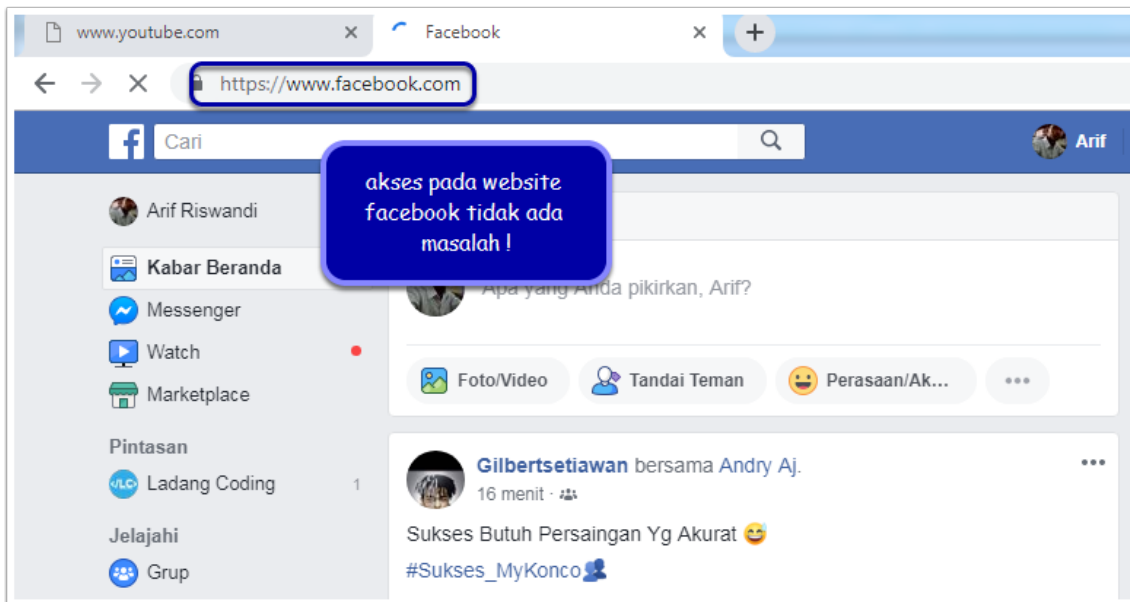 www.youtube.com
Facebook
https://www.facebook.com
Cari
Arif
akses pada website
facebook tidak ada
masalah !
Arif Riswandi
Kabar Beranda
Messenger
Watch
Marketplace
Pintasan
Ladang Coding 1
Jelajahi
Grup
Apa yang Anda pikirkan, Arif?
Foto/Video
Tandai Teman
Perasaan/Ak...
Gilbertsetiawan bersama Andry Aj.
16 menit ·
Sukses Butuh Persaingan Yg Akurat 😅
#Sukses_MyKonco👥